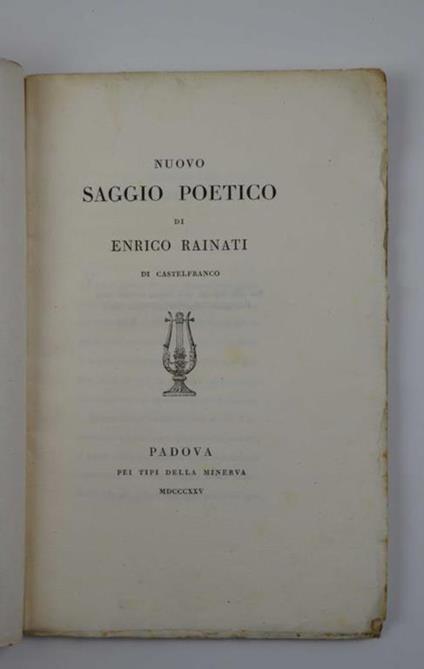 NUOVO
SAGGIO POETICO
DI
ENRICO RAINATI
DI CASTELFRANCO
PADOVA
PEI TIPI DELLA MINERVA
MDCCCXXV